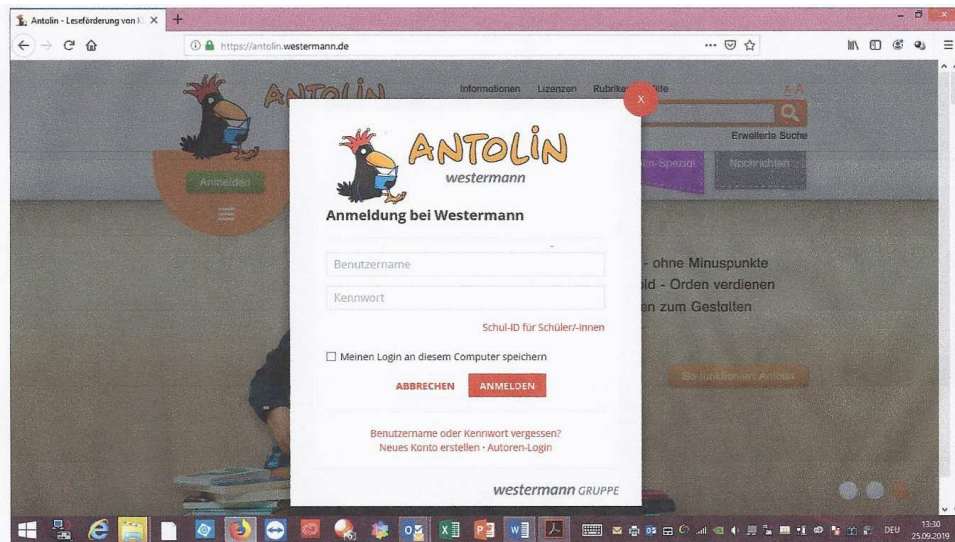 Antolin - Leseförderung von
https://antolin.westermann.de
ANTOLIN
Informationen Lizenzen Rubriken
A A
Erweiterte Suche
Anmelden
Nachrichten
X
ANTOLIN
westermann
Anmeldung bei Westermann
Benutzername
Kennwort
Schul-ID für Schüler/-innen
Meinen Login an diesem Computer speichern
ABBRECHEN ANMELDEN
Benutzername oder Kennwort vergessen?
Neues Konto erstellen · Autoren-Login
westermann GRUPPE
- ohne Minuspunkte
Orden verdienen
zum Gestalten
So funktioniert Antolin
DEU
13:30
25.09.2019